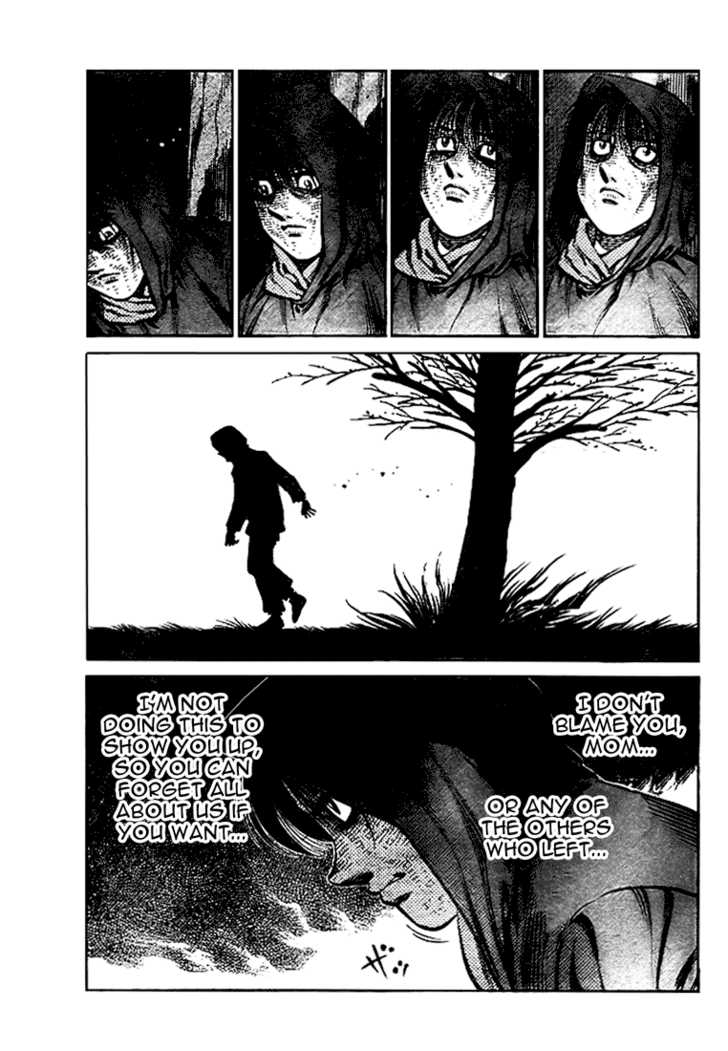 I DON'T
BLAME YOU,
MOM...
OR ANY OF
THE OTHERS
WHO LEFT...
I'M NOT
DOING THIS TO
SHOW YOU UP,
SO YOU CAN
FORGET ALL
ABOUT US IF
YOU WANT...